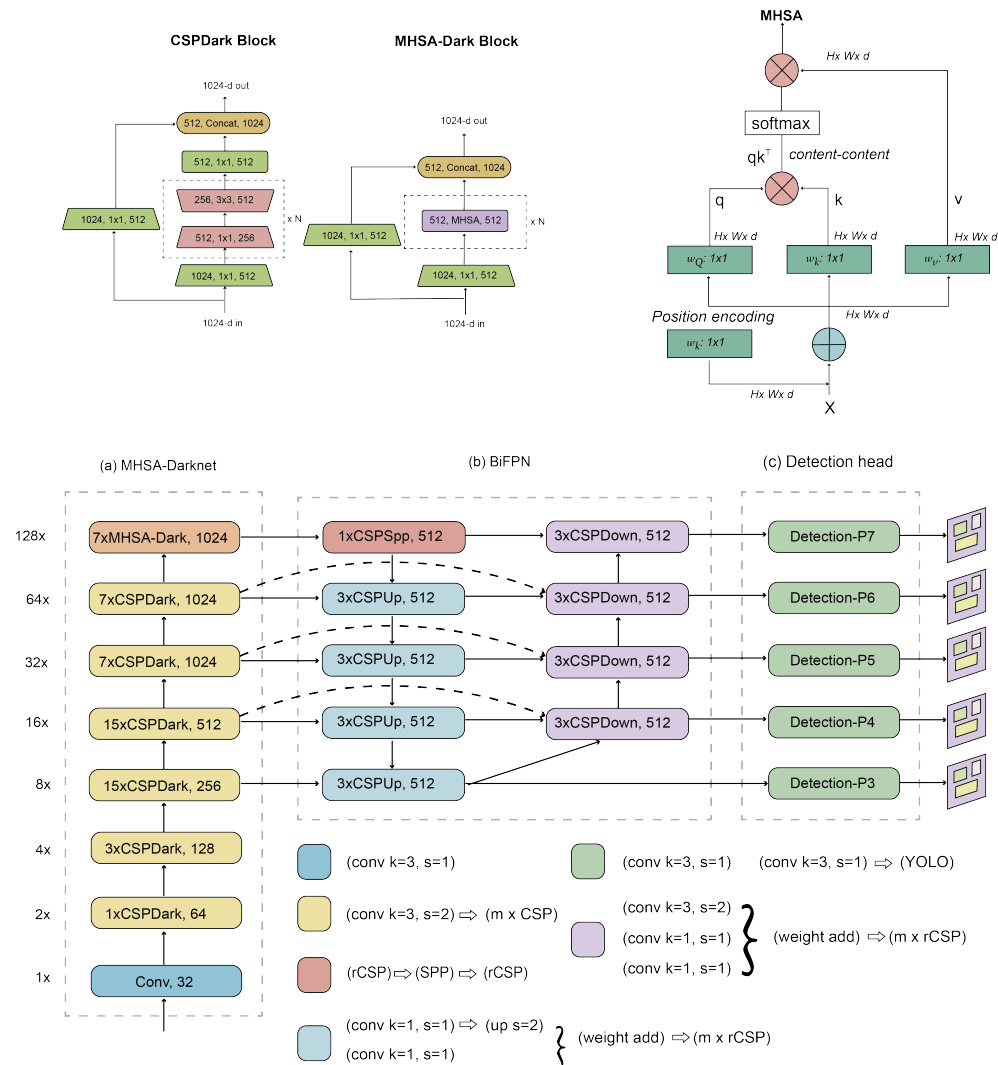 CSPDark Block
1024-d out
512, Concat, 1024
512, 1x1, 512
256, 3x3, 512
512, 1x1, 256
x N
1024, 1x1, 512
1024, 1x1, 512
1024-d in
MHSA-Dark Block
1024-d out
512, Concat, 1024
512, MHSA, 512
x N
1024, 1x1, 512
1024, 1x1, 512
1024-d in
MHSA
Hx Wx d
softmax
qkᵀ content-content
q k v
Hx Wx d Hx Wx d Hx Wx d
w_Q: 1x1 w_k: 1x1 w_v: 1x1
Hx Wx d
Position encoding
w_k: 1x1
Hx Wx d
X
(a) MHSA-Darknet (b) BiFPN (c) Detection head
128x 7xMHSA-Dark, 1024 1xCSPSpp, 512 3xCSPDown, 512 Detection-P7
64x 7xCSPDark, 1024 3xCSPUp, 512 3xCSPDown, 512 Detection-P6
32x 7xCSPDark, 1024 3xCSPUp, 512 3xCSPDown, 512 Detection-P5
16x 15xCSPDark, 512 3xCSPUp, 512 3xCSPDown, 512 Detection-P4
8x 15xCSPDark, 256 3xCSPUp, 512 Detection-P3
4x 3xCSPDark, 128
2x 1xCSPDark, 64
1x Conv, 32
(conv k=3, s=1)
(conv k=3, s=2) ⇨ (m x CSP)
(rCSP) ⇨ (SPP) ⇨ (rCSP)
(conv k=1, s=1) ⇨ (up s=2)
(conv k=1, s=1)
} (weight add) ⇨ (m x rCSP)
(conv k=3, s=1) (conv k=3, s=1) ⇨ (YOLO)
(conv k=3, s=2)
(conv k=1, s=1)
(conv k=1, s=1)
} (weight add) ⇨ (m x rCSP)